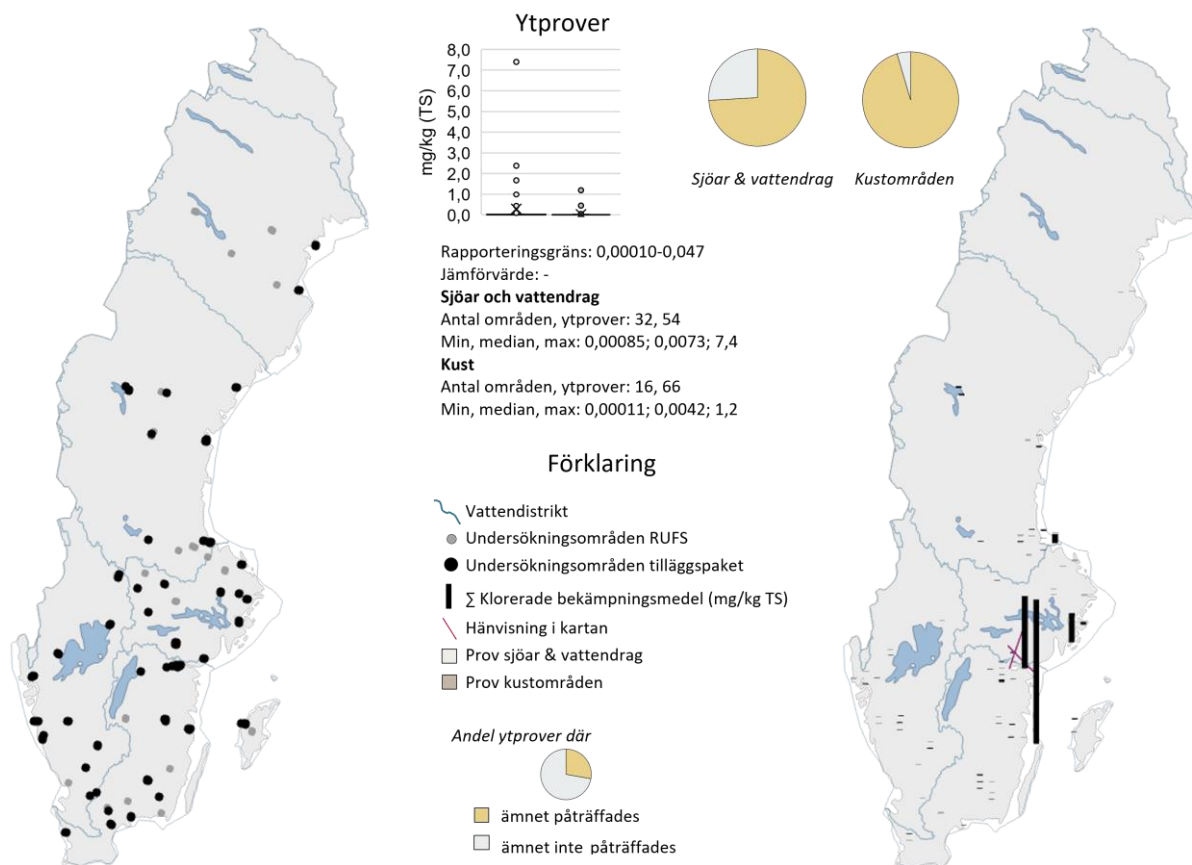 Ytprover
8,0
7,0
6,0
5,0
4,0
3,0
2,0
1,0
0,0
mg/kg (TS)
Sjöar & vattendrag
Kustområden
Rapporteringsgräns: 0,00010-0,047
Jämförvärde: -
Sjöar och vattendrag
Antal områden, ytprover: 32, 54
Min, median, max: 0,00085; 0,0073; 7,4
Kust
Antal områden, ytprover: 16, 66
Min, median, max: 0,00011; 0,0042; 1,2
Förklaring
Vattendistrikt
Undersökningsområden RUFS
Undersökningsområden tilläggspaket
∑ Klorerade bekämpningsmedel (mg/kg TS)
Hänvisning i kartan
Prov sjöar & vattendrag
Prov kustområden
Andel ytprover där
ämnet påträffades
ämnet inte påträffades